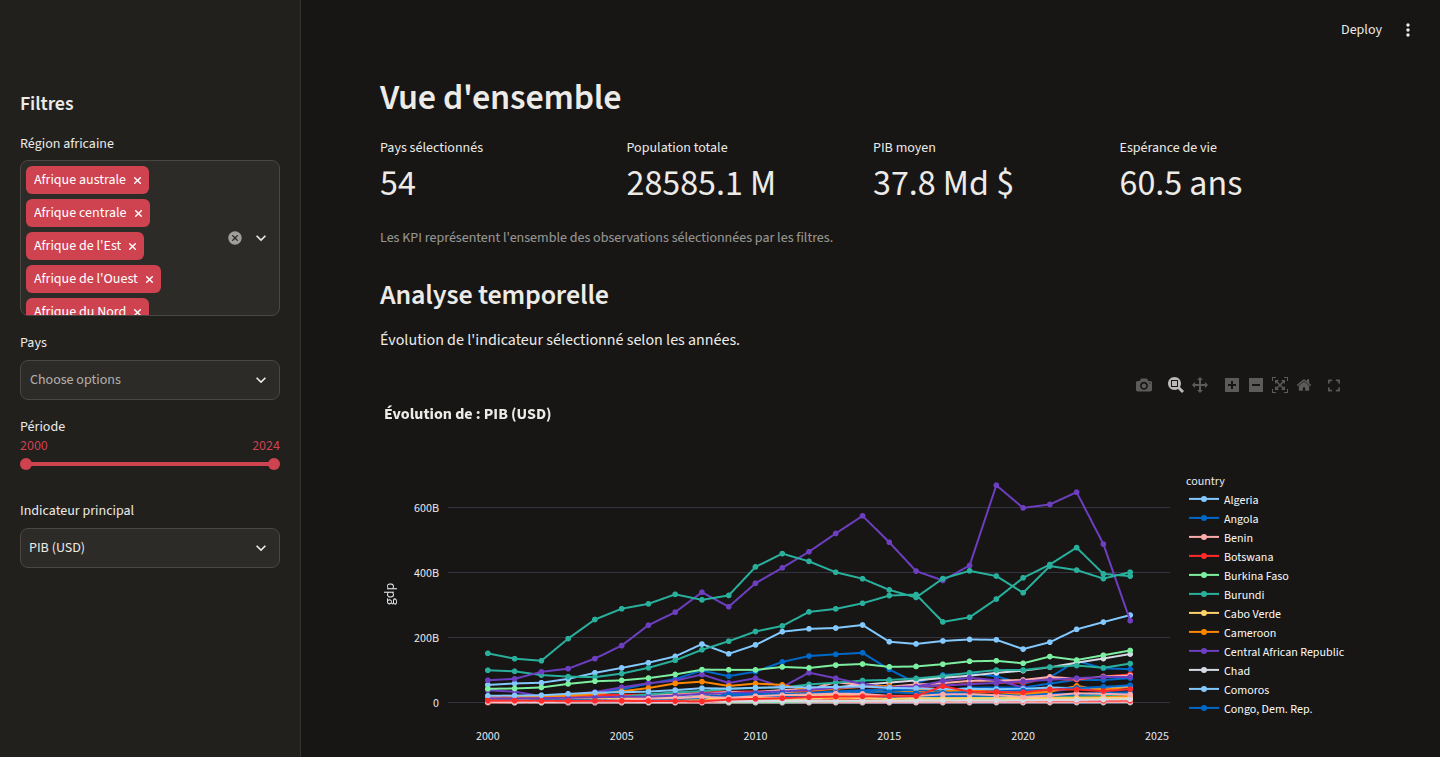 Deploy
Filtres
Région africaine
Afrique australe ×
Afrique centrale ×
Afrique de l'Est ×
Afrique de l'Ouest ×
Afrique du Nord ×
Pays
Choose options
Période
2000 2024
Indicateur principal
PIB (USD)
Vue d'ensemble
Pays sélectionnés
54
Population totale
28585.1 M
PIB moyen
37.8 Md $
Espérance de vie
60.5 ans
Les KPI représentent l'ensemble des observations sélectionnées par les filtres.
Analyse temporelle
Évolution de l'indicateur sélectionné selon les années.
Évolution de : PIB (USD)
gdp
600B
400B
200B
0
2000 2005 2010 2015 2020 2025
country
Algeria
Angola
Benin
Botswana
Burkina Faso
Burundi
Cabo Verde
Cameroon
Central African Republic
Chad
Comoros
Congo, Dem. Rep.